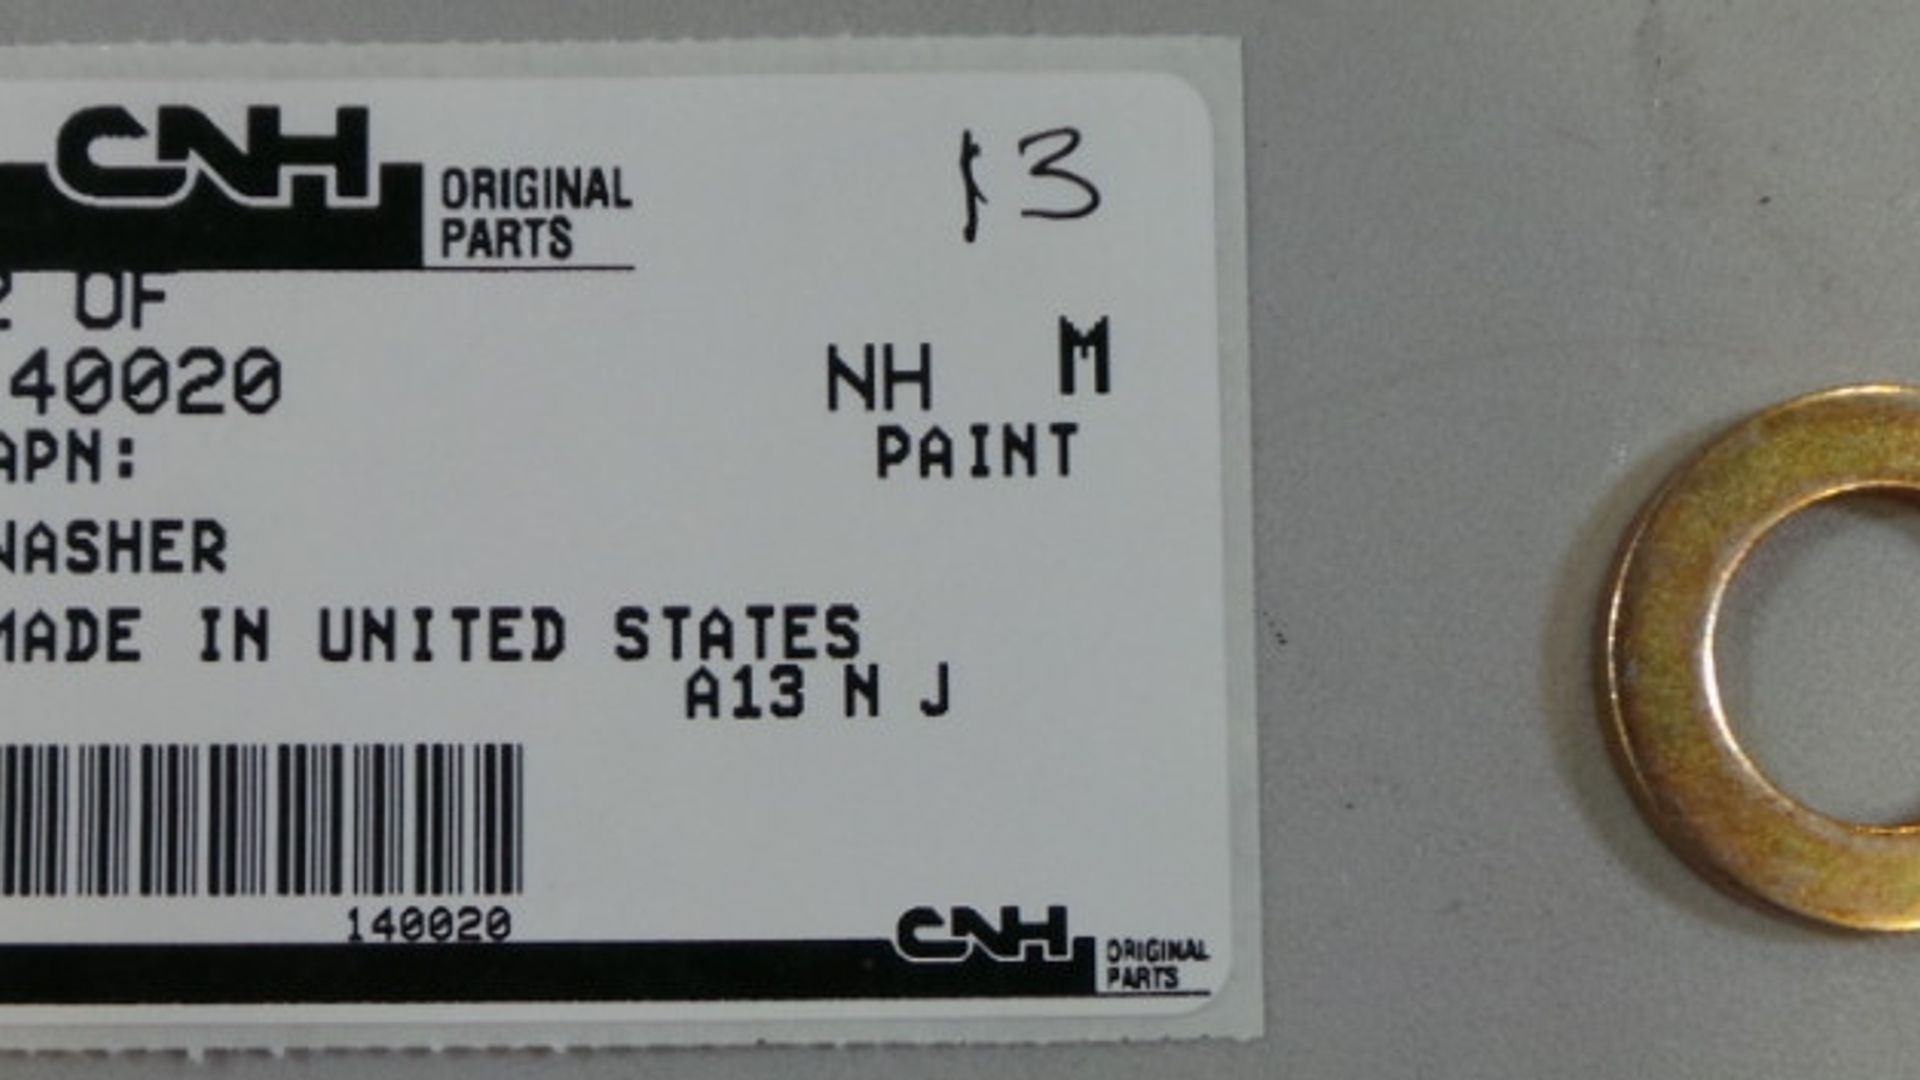 CNH ORIGINAL
PARTS
13
2 OF
140020
NH M
APN:
PAINT
WASHER
MADE IN UNITED STATES
A13 N J
140020
CNH ORIGINAL
PARTS